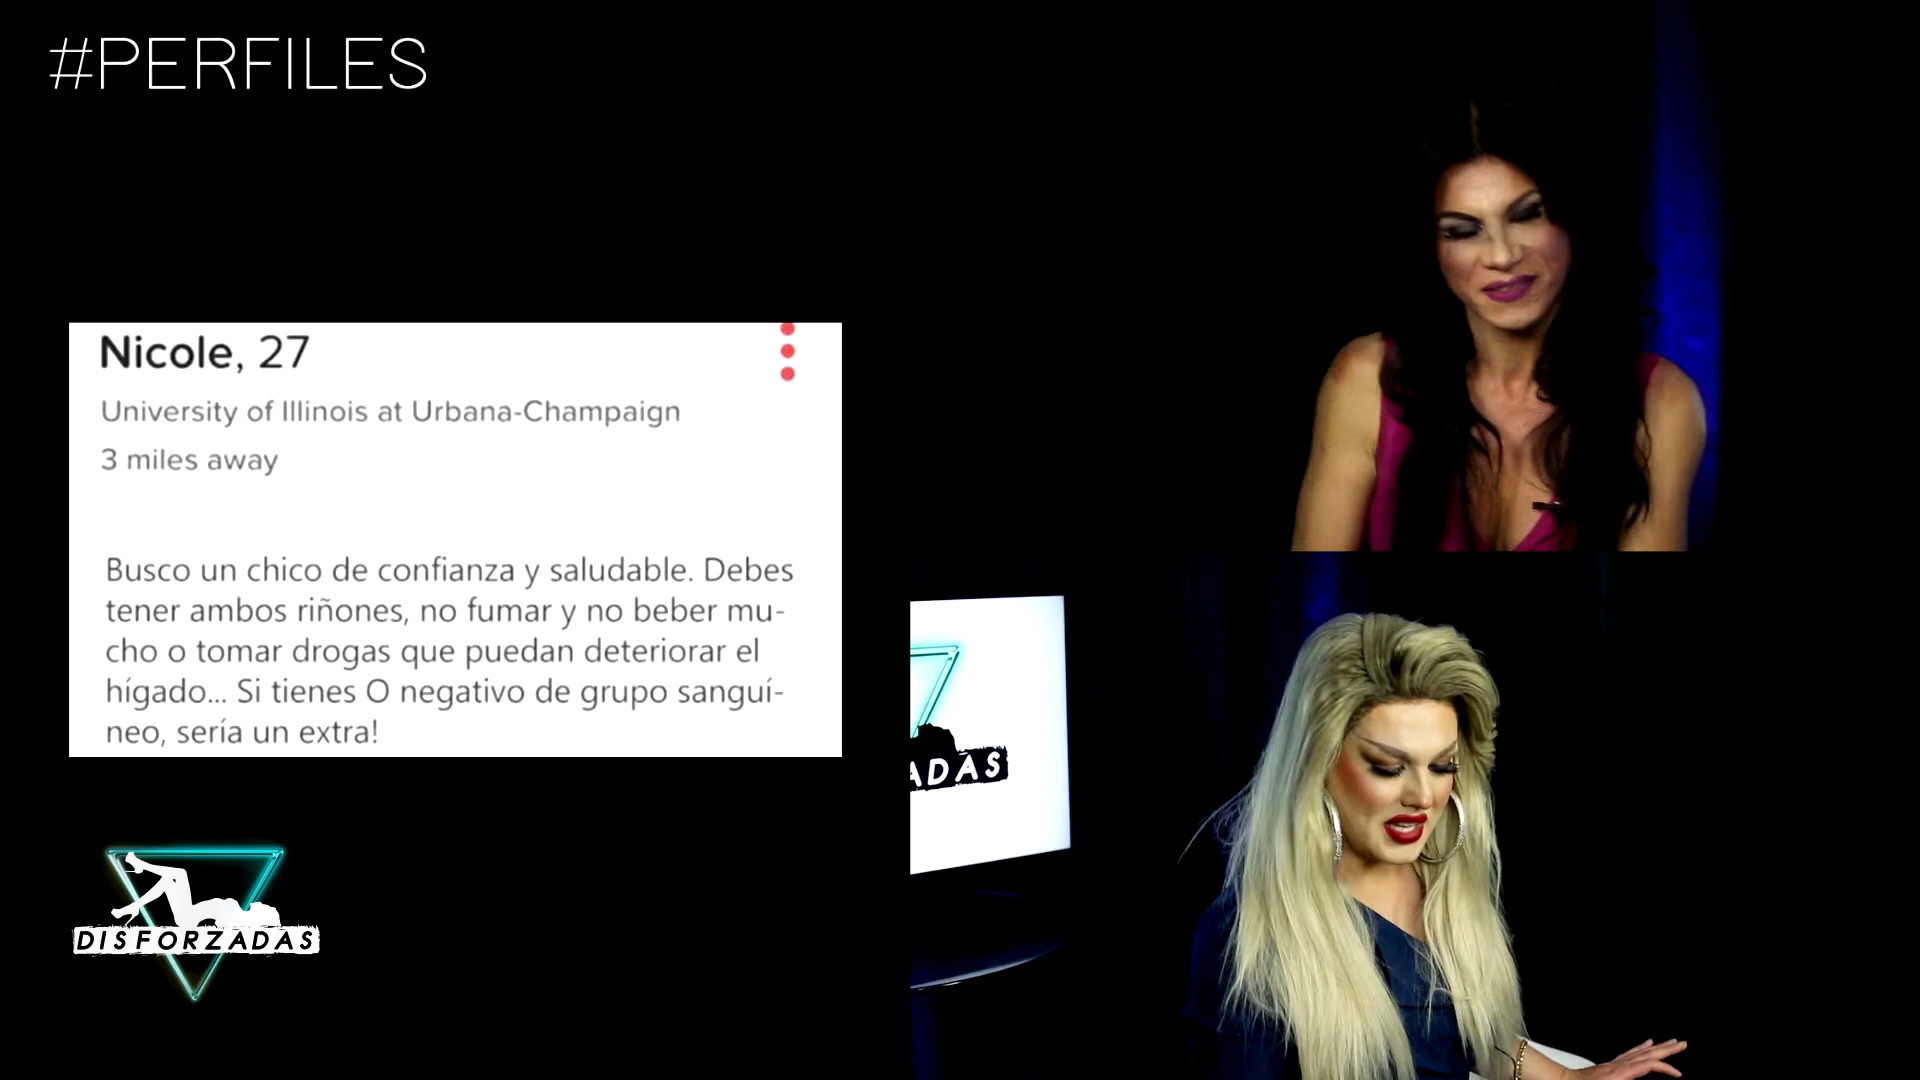 #PERFILES
Nicole, 27
University of Illinois at Urbana-Champaign
3 miles away
Busco un chico de confianza y saludable. Debes
tener ambos riñones, no fumar y no beber mu-
cho o tomar drogas que puedan deteriorar el
hígado... Si tienes O negativo de grupo sanguí-
neo, sería un extra!
ADAS
DISFORZADAS